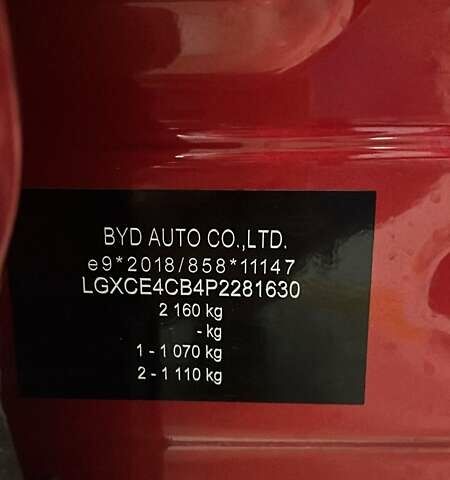 BYD AUTO CO.,LTD.
e9*2018/858*11147
LGXCE4CB4P2281630
2 160 kg
- kg
1 - 1 070 kg
2 - 1 110 kg